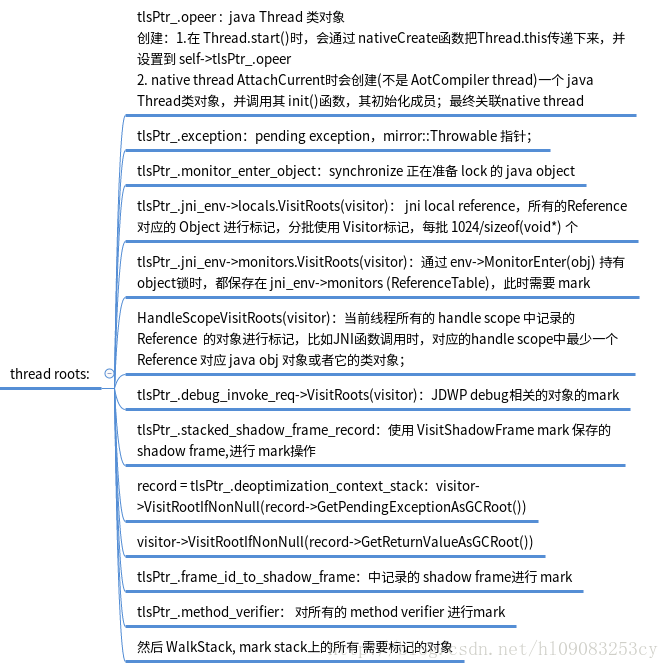 tlsPtr_.opeer : java Thread 类对象
创建：1.在 Thread.start()时，会通过 nativeCreate函数把Thread.this传递下来，并
设置到 self->tlsPtr_.opeer
2. native thread AttachCurrent时会创建(不是 AotCompiler thread)一个 java
Thread类对象，并调用其 init()函数，其初始化成员；最终关联native thread
tlsPtr_.exception：pending exception，mirror::Throwable 指针；
tlsPtr_.monitor_enter_object：synchronize 正在准备 lock 的 java object
tlsPtr_.jni_env->locals.VisitRoots(visitor)： jni local reference，所有的Reference
对应的 Object 进行标记，分批使用 Visitor标记，每批 1024/sizeof(void*) 个
tlsPtr_.jni_env->monitors.VisitRoots(visitor)：通过 env->MonitorEnter(obj) 持有
object锁时，都保存在 jni_env->monitors (ReferenceTable)，此时需要 mark
HandleScopeVisitRoots(visitor)：当前线程所有的 handle scope 中记录的
Reference 的对象进行标记，比如JNI函数调用时，对应的handle scope中最少一个
Reference 对应 java obj 对象或者它的类对象；
thread roots:
tlsPtr_.debug_invoke_req->VisitRoots(visitor)：JDWP debug相关的对象的mark
tlsPtr_.stacked_shadow_frame_record：使用 VisitShadowFrame mark 保存的
shadow frame,进行 mark操作
record = tlsPtr_.deoptimization_context_stack：visitor-
>VisitRootIfNonNull(record->GetPendingExceptionAsGCRoot())
visitor->VisitRootIfNonNull(record->GetReturnValueAsGCRoot())
tlsPtr_.frame_id_to_shadow_frame：中记录的 shadow frame进行 mark
tlsPtr_.method_verifier： 对所有的 method verifier 进行mark
然后 WalkStack, mark stack上的所有 需要标记的对象